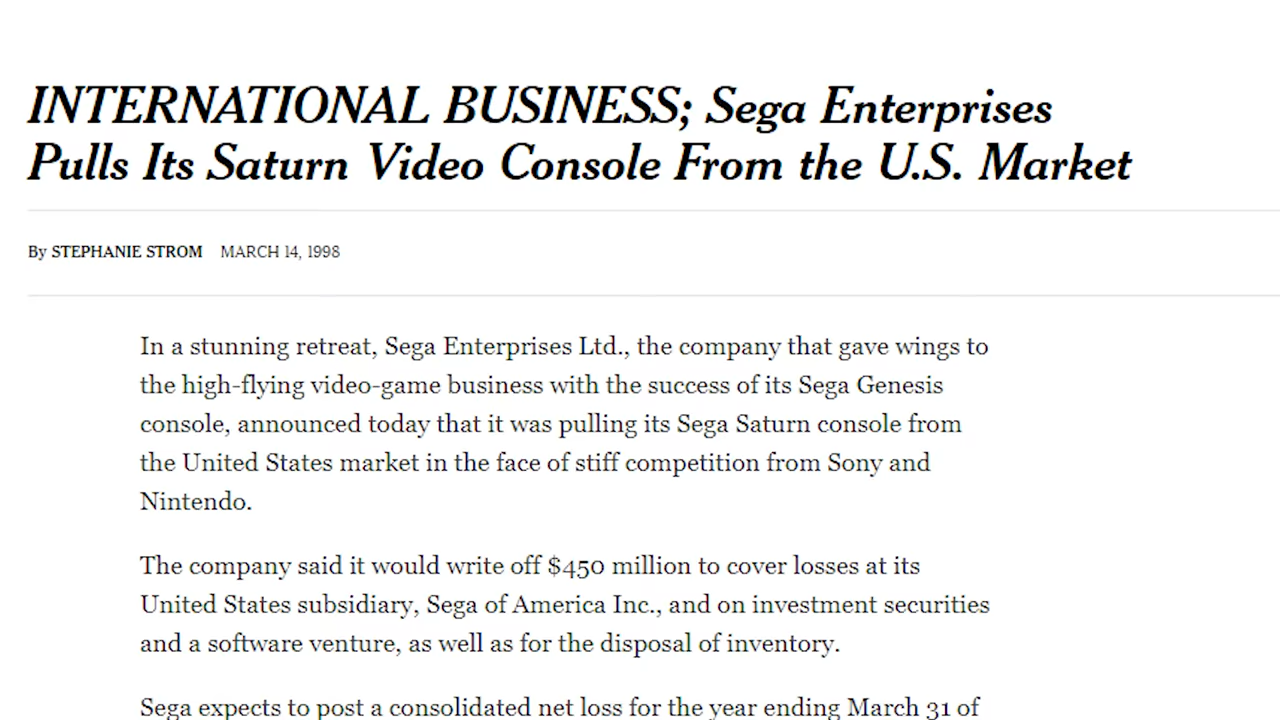 INTERNATIONAL BUSINESS; Sega Enterprises
Pulls Its Saturn Video Console From the U.S. Market
By STEPHANIE STROM MARCH 14, 1998
In a stunning retreat, Sega Enterprises Ltd., the company that gave wings to
the high-flying video-game business with the success of its Sega Genesis
console, announced today that it was pulling its Sega Saturn console from
the United States market in the face of stiff competition from Sony and
Nintendo.
The company said it would write off $450 million to cover losses at its
United States subsidiary, Sega of America Inc., and on investment securities
and a software venture, as well as for the disposal of inventory.
Sega expects to post a consolidated net loss for the year ending March 31 of